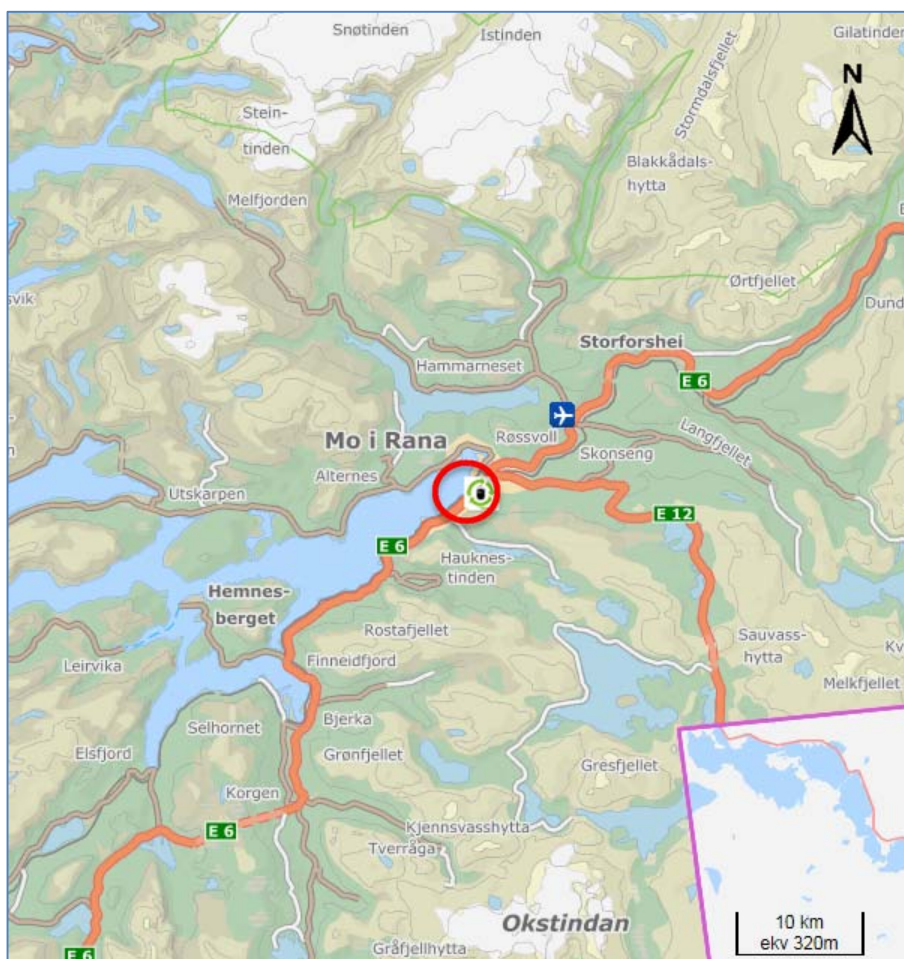 Snøtinden
Istinden
Gilatinden
Stormdalsfjellet
N
Stein-
tinden
Blakkådals-
hytta
Melfjorden
Ørtfjellet
svik
Dund
Storforshei
Hammarneset
E 6
Mo i Rana
Røssvoll
Langfjellet
Skonseng
Alternes
Utskarpen
E 12
E 6
Hauknes-
tinden
Hemnes-
berget
Rostafjellet
Sauvass-
hytta
Leirvika
Finneidfjord
Kv
Melkfjellet
Selhornet
Bjerka
Elsfjord
Grønfjellet
Gresfjellet
Korgen
E 6
Kjennsvasshytta
Tverråga
Okstindan
10 km
ekv 320m
Gråfjellhytta
E 6